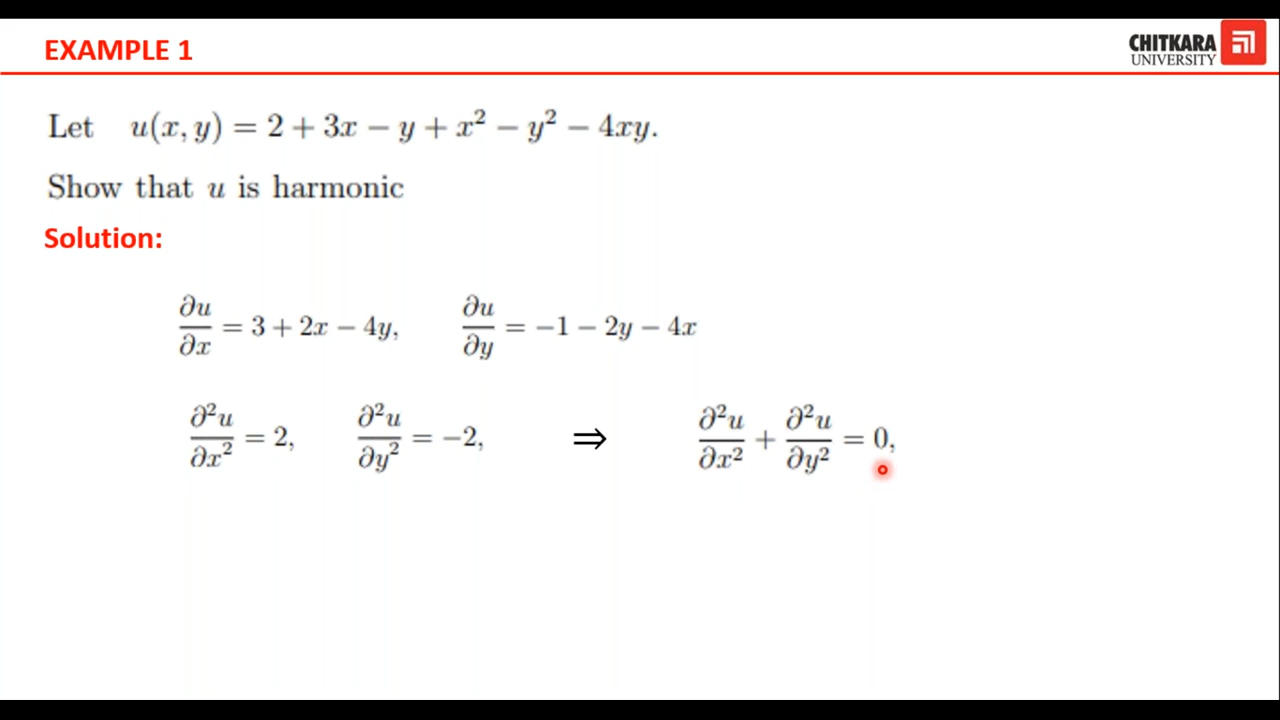 EXAMPLE 1
CHITKARA
UNIVERSITY
Let u(x, y) = 2 + 3x − y + x² − y² − 4xy.
Show that u is harmonic
Solution:
∂u/∂x = 3 + 2x − 4y, ∂u/∂y = −1 − 2y − 4x
∂²u/∂x² = 2, ∂²u/∂y² = −2, ⇒ ∂²u/∂x² + ∂²u/∂y² = 0,